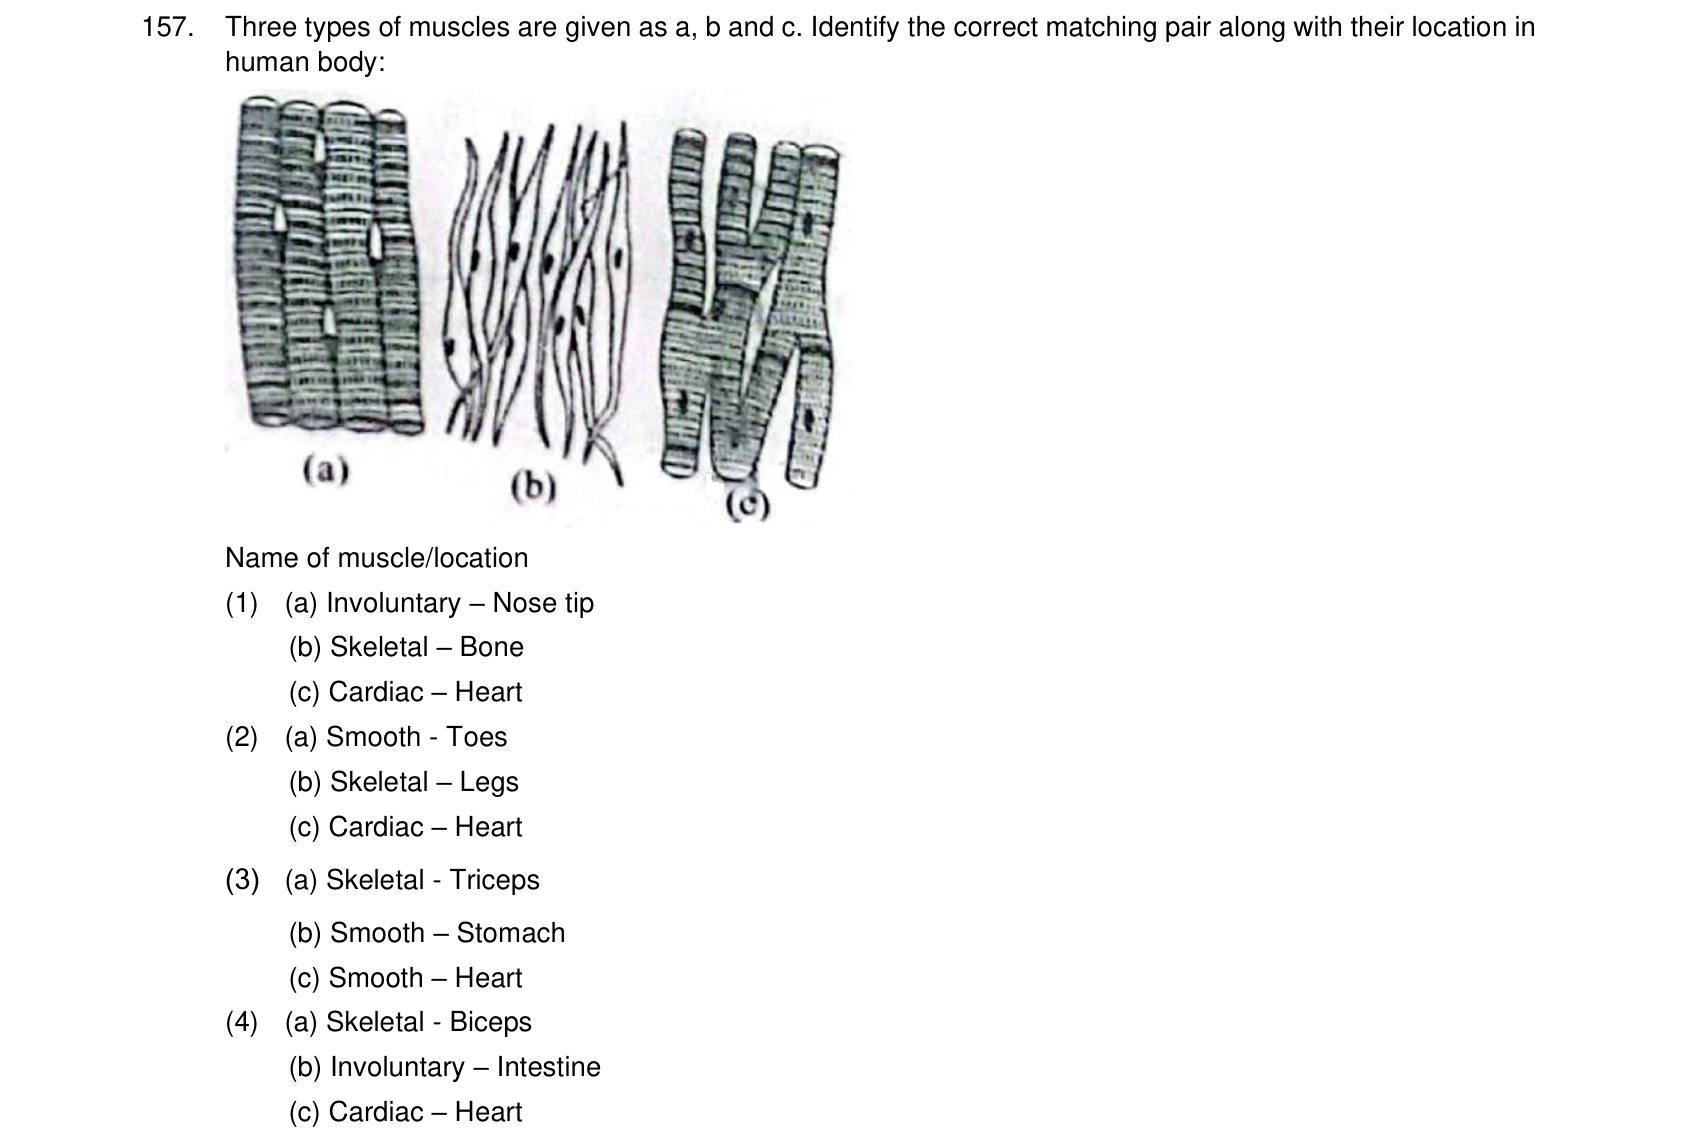 157. Three types of muscles are given as a, b and c. Identify the correct matching pair along with their location in
human body:
(a) (b) (c)
Name of muscle/location
(1) (a) Involuntary – Nose tip
(b) Skeletal – Bone
(c) Cardiac – Heart
(2) (a) Smooth - Toes
(b) Skeletal – Legs
(c) Cardiac – Heart
(3) (a) Skeletal - Triceps
(b) Smooth – Stomach
(c) Smooth – Heart
(4) (a) Skeletal - Biceps
(b) Involuntary – Intestine
(c) Cardiac – Heart